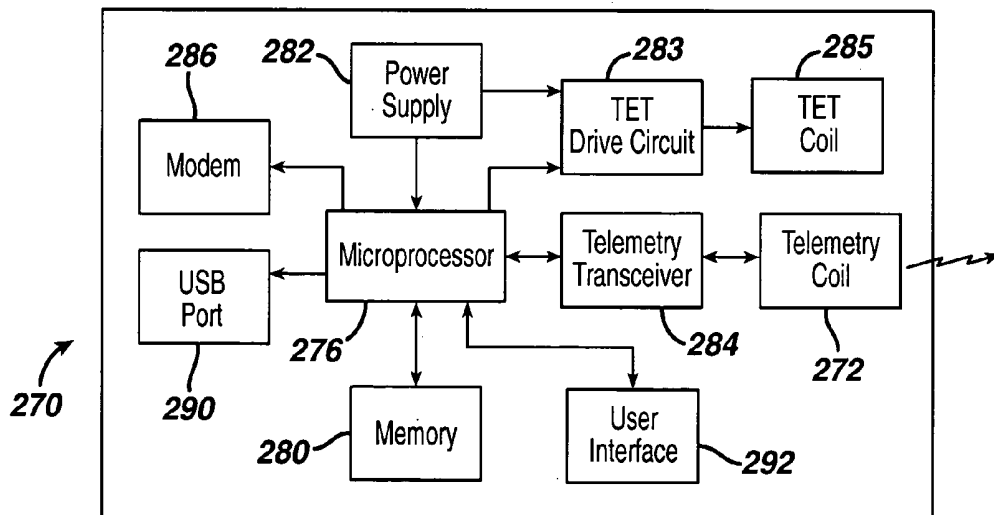 286
282
283
285
Power
Supply
TET
Drive Circuit
TET
Coil
Modem
Microprocessor
Telemetry
Transceiver
Telemetry
Coil
USB
Port
276
284
272
270
290
280
Memory
User
Interface
292